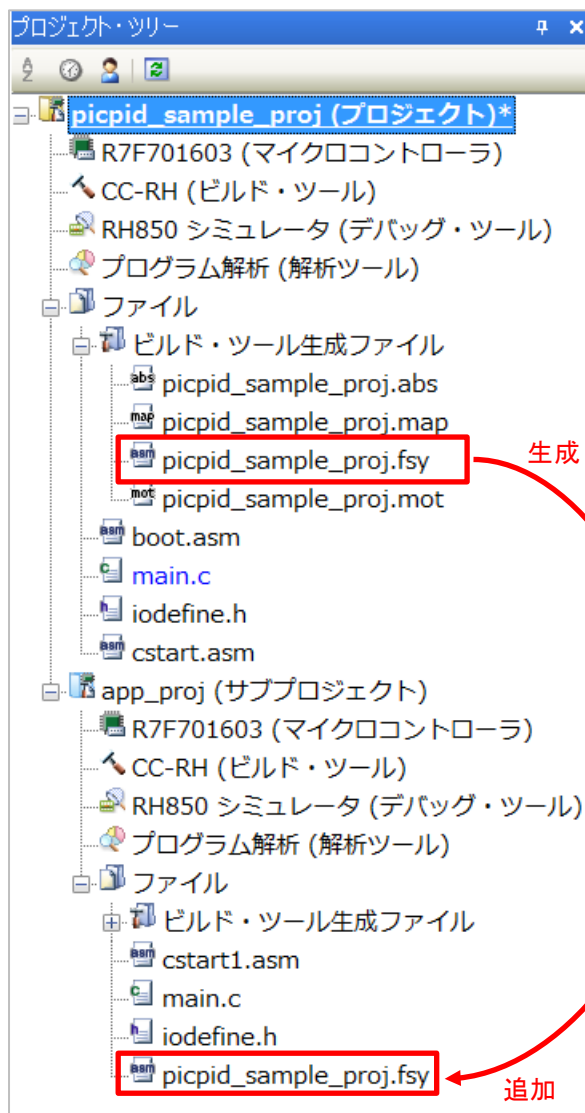 プロジェクト・ツリー
picpid_sample_proj (プロジェクト)*
R7F701603 (マイクロコントローラ)
CC-RH (ビルド・ツール)
RH850 シミュレータ (デバッグ・ツール)
プログラム解析 (解析ツール)
ファイル
ビルド・ツール生成ファイル
abs picpid_sample_proj.abs
map picpid_sample_proj.map
asm picpid_sample_proj.fsy
生成
mot picpid_sample_proj.mot
asm boot.asm
c main.c
h iodefine.h
asm cstart.asm
app_proj (サブプロジェクト)
R7F701603 (マイクロコントローラ)
CC-RH (ビルド・ツール)
RH850 シミュレータ (デバッグ・ツール)
プログラム解析 (解析ツール)
ファイル
ビルド・ツール生成ファイル
asm cstart1.asm
c main.c
h iodefine.h
asm picpid_sample_proj.fsy
追加